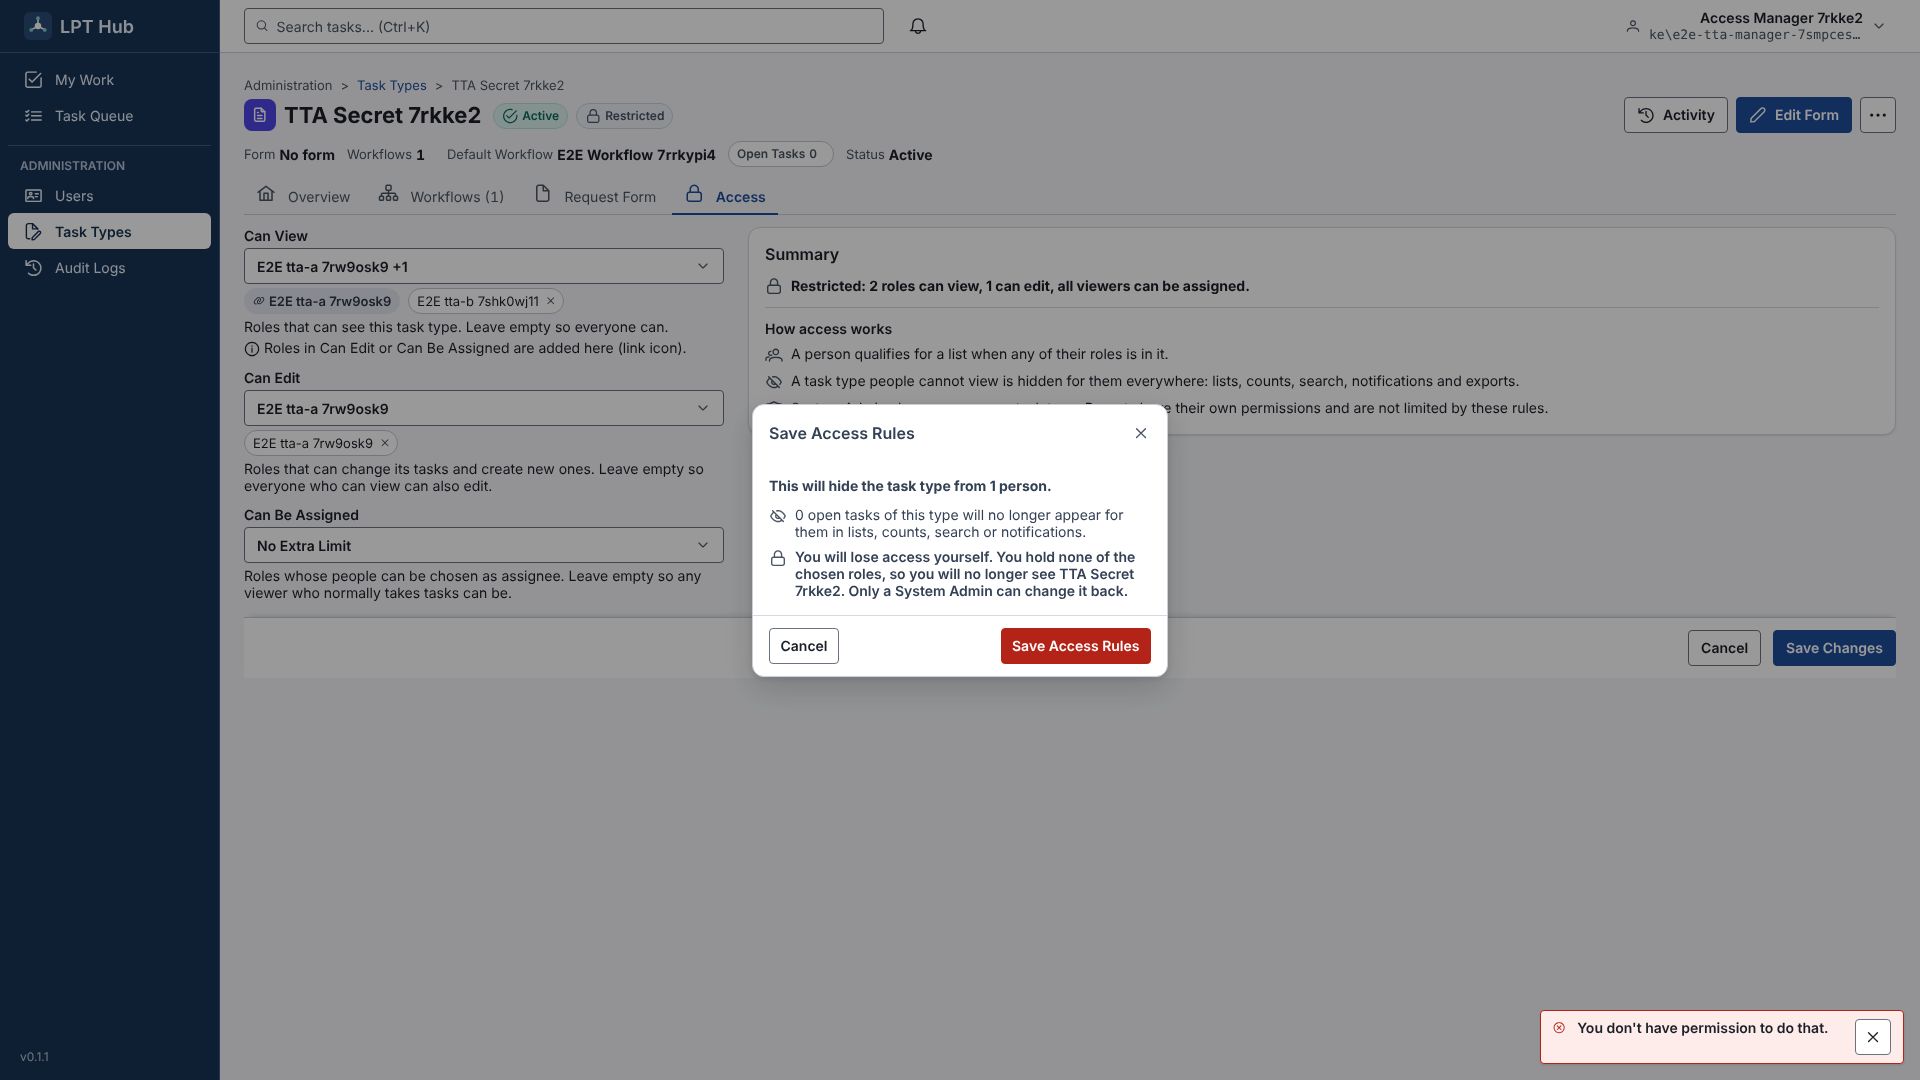 LPT Hub
Search tasks... (Ctrl+K)
Access Manager 7rkke2
ke\e2e-tta-manager-7smpces…
My Work
Task Queue
ADMINISTRATION
Users
Task Types
Audit Logs
v0.1.1
Administration > Task Types > TTA Secret 7rkke2
TTA Secret 7rkke2 Active Restricted
Activity Edit Form
Form No form Workflows 1 Default Workflow E2E Workflow 7rrkypi4 Open Tasks 0 Status Active
Overview Workflows (1) Request Form Access
Can View
E2E tta-a 7rw9osk9 +1
E2E tta-a 7rw9osk9 E2E tta-b 7shk0wj11
Roles that can see this task type. Leave empty so everyone can.
Roles in Can Edit or Can Be Assigned are added here (link icon).
Can Edit
E2E tta-a 7rw9osk9
E2E tta-a 7rw9osk9
Roles that can change its tasks and create new ones. Leave empty so
everyone who can view can also edit.
Can Be Assigned
No Extra Limit
Roles whose people can be chosen as assignee. Leave empty so any
viewer who normally takes tasks can be.
Summary
Restricted: 2 roles can view, 1 can edit, all viewers can be assigned.
How access works
A person qualifies for a list when any of their roles is in it.
A task type people cannot view is hidden for them everywhere: lists, counts, search, notifications and exports.
their own permissions and are not limited by these rules.
Save Access Rules
This will hide the task type from 1 person.
0 open tasks of this type will no longer appear for
them in lists, counts, search or notifications.
You will lose access yourself. You hold none of the
chosen roles, so you will no longer see TTA Secret
7rkke2. Only a System Admin can change it back.
Cancel Save Access Rules
Cancel Save Changes
You don't have permission to do that.